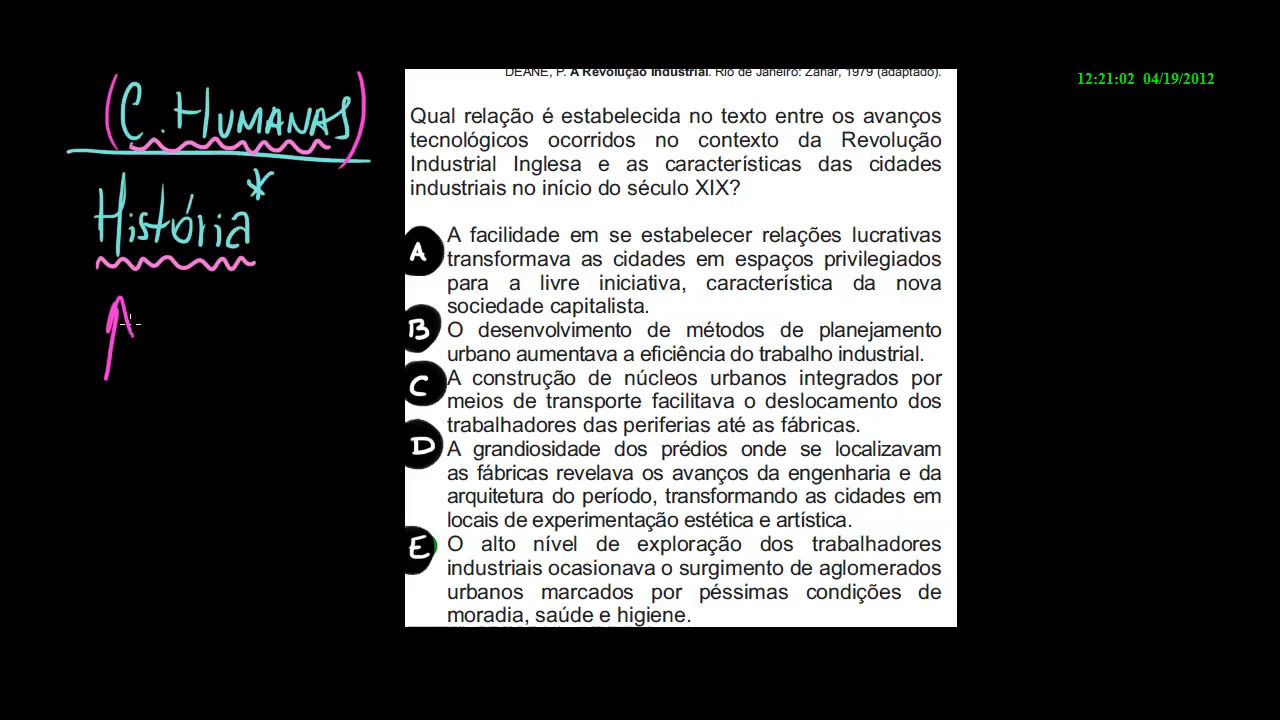 (C. HUMANAS)
História*
12:21:02 04/19/2012
DEANE, P. A Revolução Industrial. Rio de Janeiro: Zahar, 1979 (adaptado).
Qual relação é estabelecida no texto entre os avanços
tecnológicos ocorridos no contexto da Revolução
Industrial Inglesa e as características das cidades
industriais no início do século XIX?
A A facilidade em se estabelecer relações lucrativas
transformava as cidades em espaços privilegiados
para a livre iniciativa, característica da nova
sociedade capitalista.
B O desenvolvimento de métodos de planejamento
urbano aumentava a eficiência do trabalho industrial.
C A construção de núcleos urbanos integrados por
meios de transporte facilitava o deslocamento dos
trabalhadores das periferias até as fábricas.
D A grandiosidade dos prédios onde se localizavam
as fábricas revelava os avanços da engenharia e da
arquitetura do período, transformando as cidades em
locais de experimentação estética e artística.
E O alto nível de exploração dos trabalhadores
industriais ocasionava o surgimento de aglomerados
urbanos marcados por péssimas condições de
moradia, saúde e higiene.